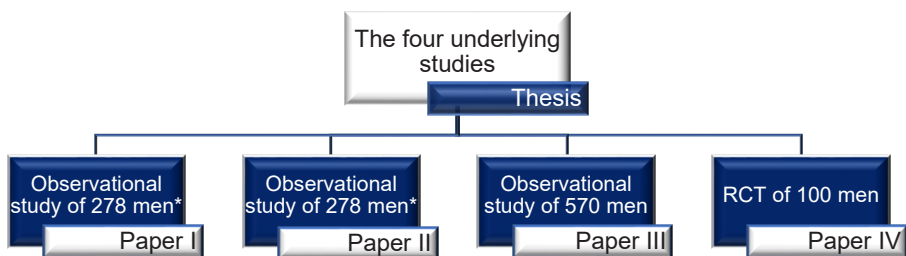 The four underlying
studies
Thesis
Observational
study of 278 men*
Paper I
Observational
study of 278 men*
Paper II
Observational
study of 570 men
Paper III
RCT of 100 men
Paper IV